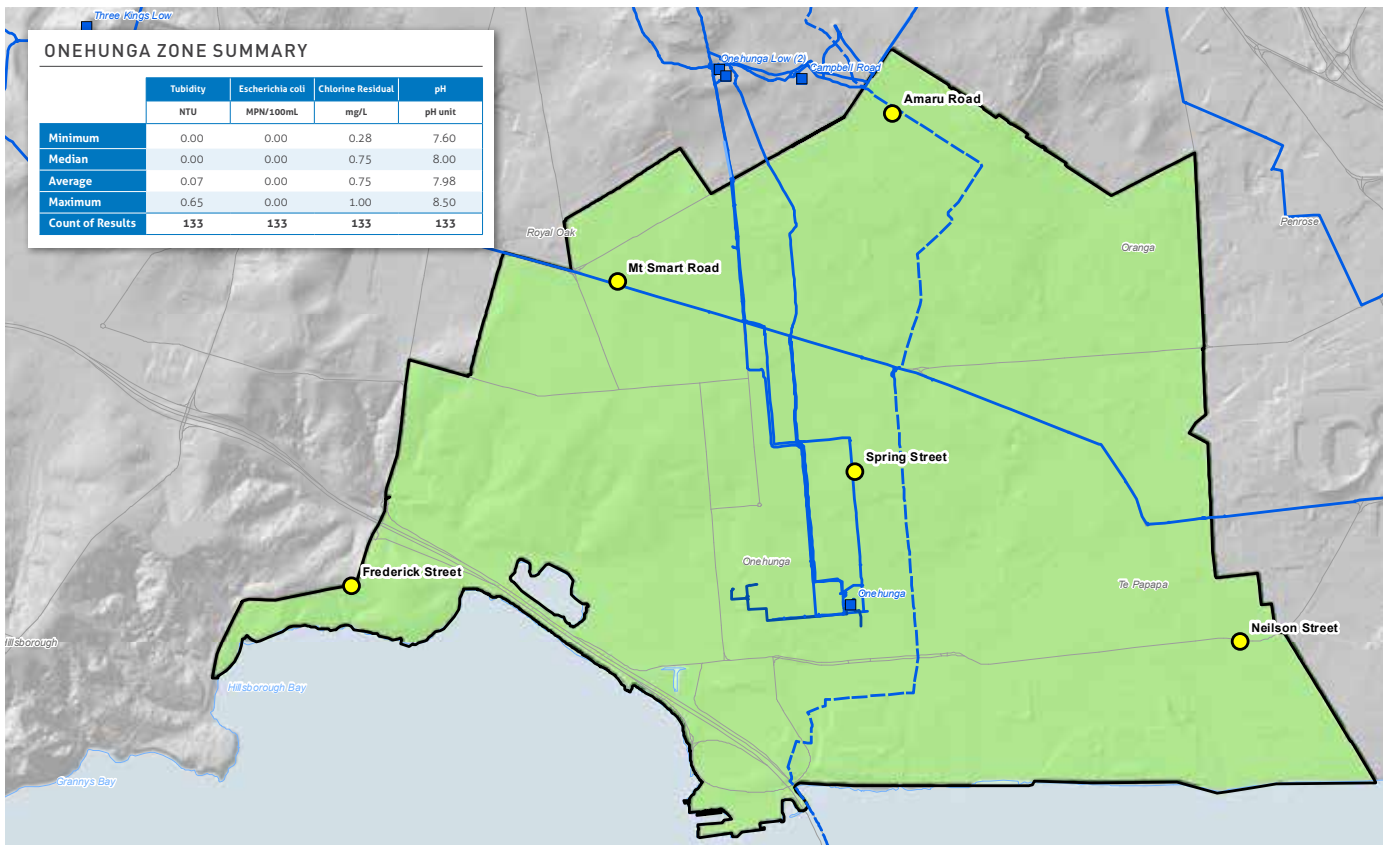 Three Kings Low
ONEHUNGA ZONE SUMMARY
Tubidity Escherichia coli Chlorine Residual pH
NTU MPN/100mL mg/L pH unit
Minimum 0.00 0.00 0.28 7.60
Median 0.00 0.00 0.75 8.00
Average 0.07 0.00 0.75 7.98
Maximum 0.65 0.00 1.00 8.50
Count of Results 133 133 133 133
Onehunga Low (2)
Campbell Road
Amaru Road
Royal Oak
Oranga
Penrose
Mt Smart Road
Spring Street
Onehunga
Frederick Street
Onehunga
Te Papapa
Neilson Street
Hillsborough
Hillsborough Bay
Grannys Bay